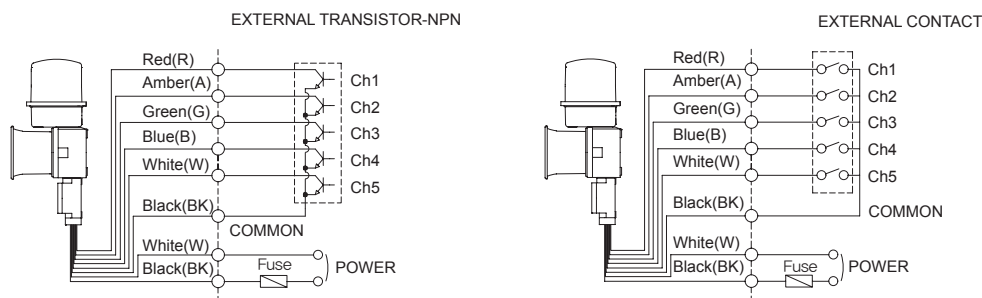 EXTERNAL TRANSISTOR-NPN
Red(R)
Ch1
Amber(A)
Ch2
Green(G)
Ch3
Blue(B)
Ch4
White(W)
Ch5
Black(BK)
COMMON
White(W)
Black(BK)
Fuse
POWER
EXTERNAL CONTACT
Red(R)
Ch1
Amber(A)
Ch2
Green(G)
Ch3
Blue(B)
Ch4
White(W)
Ch5
Black(BK)
COMMON
White(W)
Black(BK)
Fuse
POWER